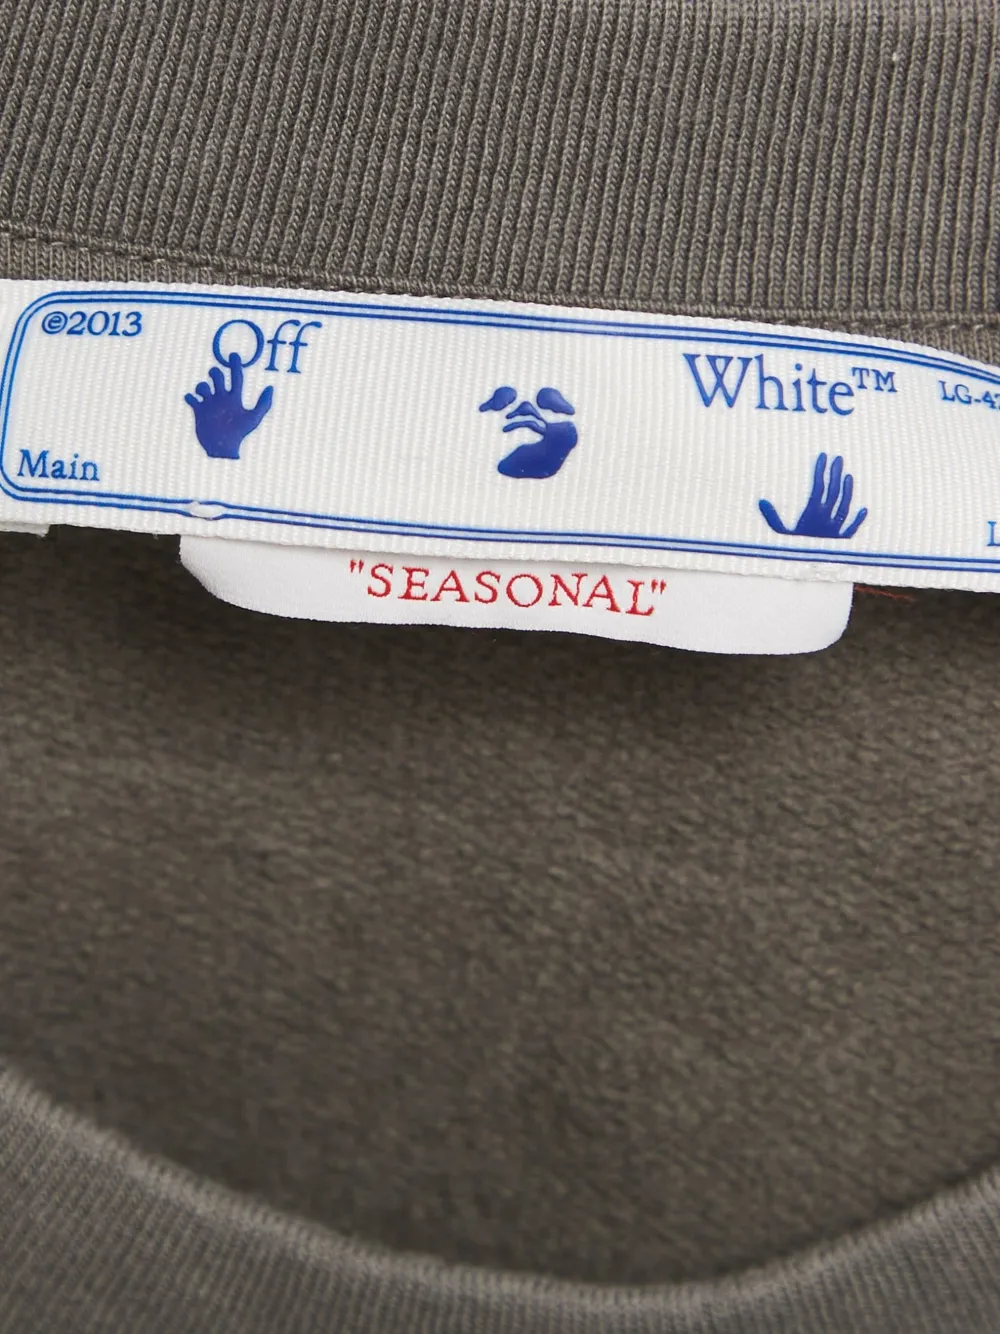 ©2013
Off
White™
Main
"SEASONAL"